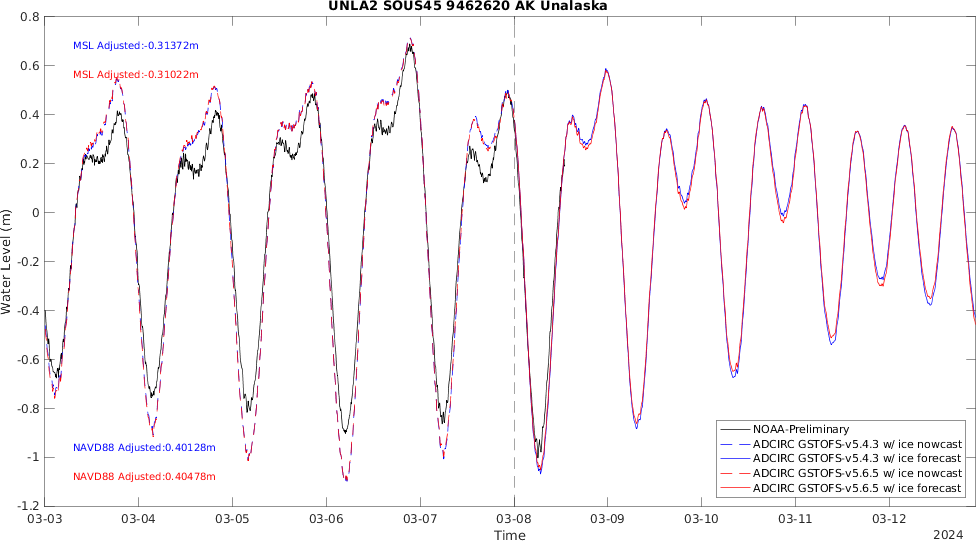 UNLA2 SOUS45 9462620 AK Unalaska
0.8
0.6
0.4
0.2
0
-0.2
-0.4
-0.6
-0.8
-1
-1.2
Water Level (m)
MSL Adjusted:-0.31372m
MSL Adjusted:-0.31022m
NAVD88 Adjusted:0.40128m
NAVD88 Adjusted:0.40478m
NOAA-Preliminary
ADCIRC GSTOFS-v5.4.3 w/ ice nowcast
ADCIRC GSTOFS-v5.4.3 w/ ice forecast
ADCIRC GSTOFS-v5.6.5 w/ ice nowcast
ADCIRC GSTOFS-v5.6.5 w/ ice forecast
03-03 03-04 03-05 03-06 03-07 03-08 03-09 03-10 03-11 03-12
Time
2024